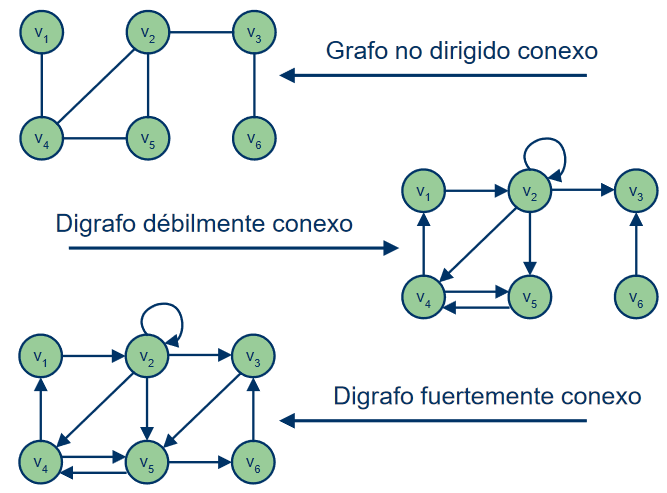 v1 v2 v3
Grafo no dirigido conexo
v4 v5 v6
v1 v2 v3
Digrafo débilmente conexo
v4 v5 v6
v1 v2 v3
Digrafo fuertemente conexo
v4 v5 v6